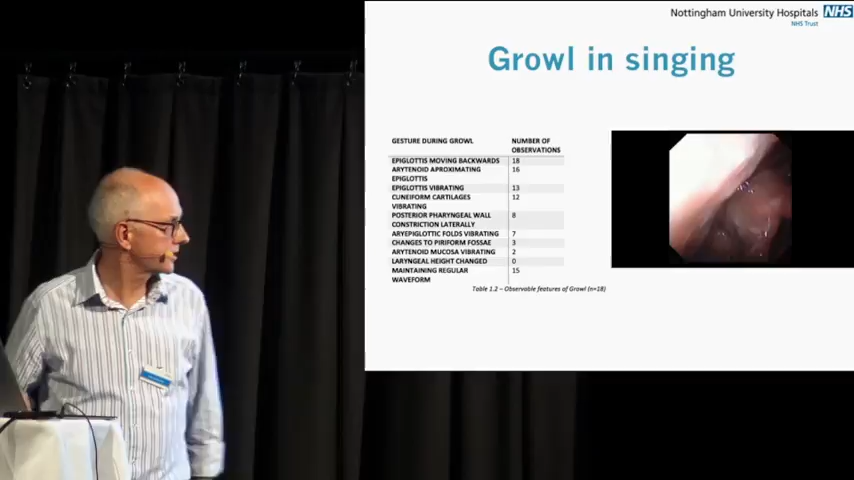 Nottingham University Hospitals NHS
NHS Trust
Growl in singing
GESTURE DURING GROWL NUMBER OF
OBSERVATIONS
EPIGLOTTIS MOVING BACKWARDS 18
ARYTENOID APROXIMATING 16
EPIGLOTTIS
EPIGLOTTIS VIBRATING 13
CUNEIFORM CARTILAGES 12
VIBRATING
POSTERIOR PHARYNGEAL WALL 8
CONSTRICTION LATERALLY
ARYEPIGLOTTIC FOLDS VIBRATING 7
CHANGES TO PIRIFORM FOSSAE 3
ARYTENOID MUCOSA VIBRATING 2
LARYNGEAL HEIGHT CHANGED 0
MAINTAINING REGULAR 15
WAVEFORM
Table 1.2 – Observable features of Growl (n=18)